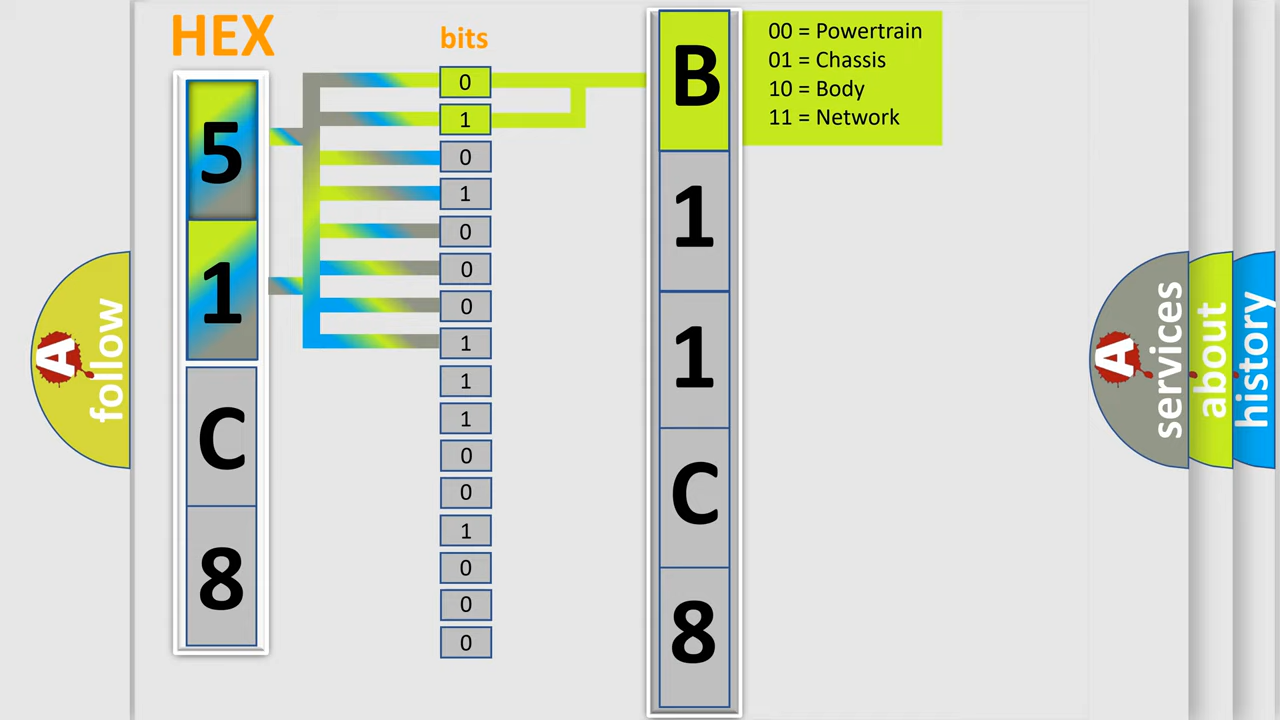 HEX
bits
5
1
C
8
0
1
0
1
0
0
0
1
1
1
0
0
1
0
0
0
B
1
1
C
8
00 = Powertrain
01 = Chassis
10 = Body
11 = Network
A
follow
A
services
about
history